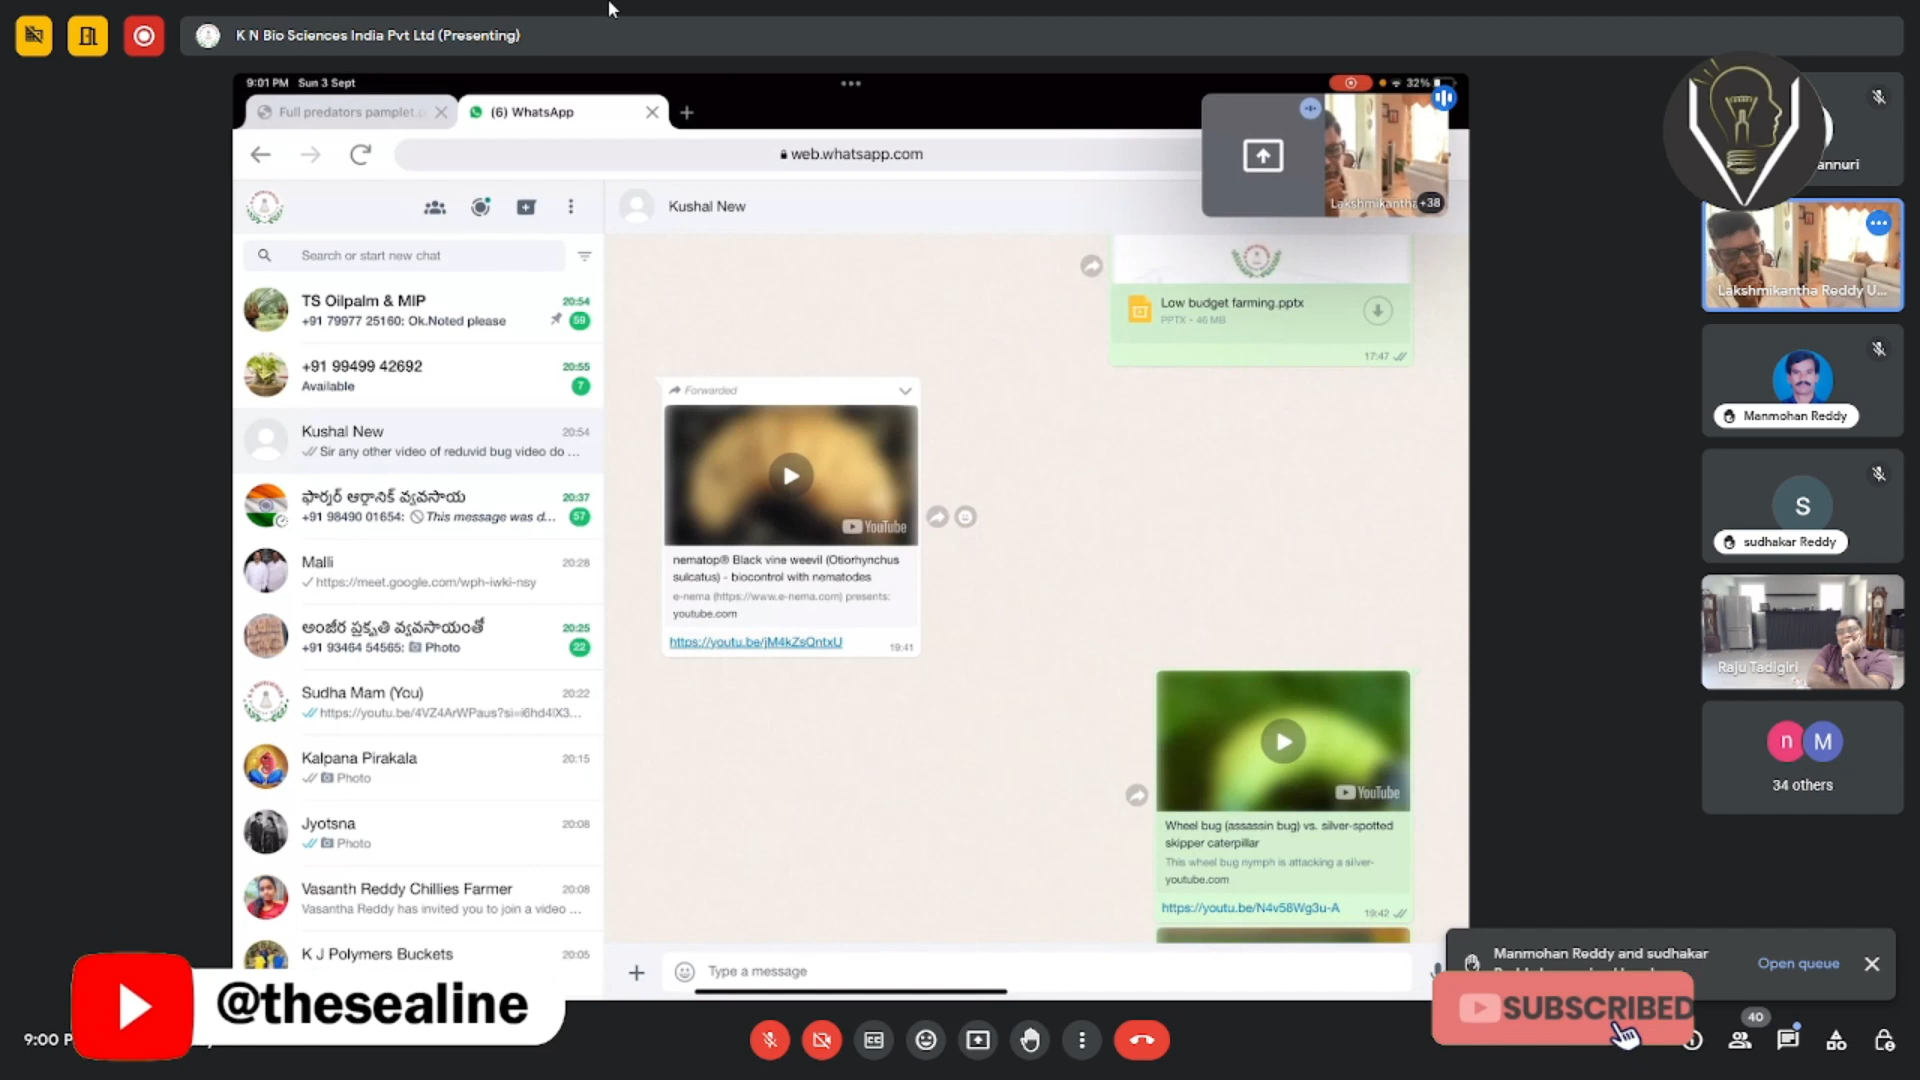 K N Bio Sciences India Pvt Ltd (Presenting)
9:01 PM Sun 3 Sept
32%
Full predators pamplet.
(6) WhatsApp
web.whatsapp.com
Lakshmikantha +38
annuri
Kushal New
Search or start new chat
TS Oilpalm & MIP
20:54
+91 79977 25160: Ok.Noted please
59
+91 99499 42692
20:55
Available
7
Kushal New
20:54
Sir any other video of reduvid bug video do ...
ఫార్మర్ ఆర్గానిక్ వ్యవసాయ
20:37
+91 98490 01654: This message was d...
57
Malli
20:28
https://meet.google.com/wph-iwki-nsy
అంజీర ప్రకృతి వ్యవసాయంతో
20:25
+91 93464 54565: Photo
22
Sudha Mam (You)
20:22
https://youtu.be/4VZ4ArWPaus?si=i6hd4lX3...
Kalpana Pirakala
20:15
Photo
Jyotsna
20:08
Photo
Vasanth Reddy Chillies Farmer
20:08
Vasantha Reddy has invited you to join a video ...
K J Polymers Buckets
20:05
Low budget farming.pptx
PPTX • 46 MB
17:47
Forwarded
YouTube
nematop® Black vine weevil (Otiorhynchus
sulcatus) - biocontrol with nematodes
e-nema (https://www.e-nema.com) presents:
youtube.com
https://youtu.be/jM4kZsQntxU
19:41
YouTube
Wheel bug (assassin bug) vs. silver-spotted
skipper caterpillar
This wheel bug nymph is attacking a silver-
youtube.com
https://youtu.be/N4v58Wg3u-A
19:42
Type a message
Lakshmikantha Reddy U...
Manmohan Reddy
S
sudhakar Reddy
Raju Tadigiri
n M
34 others
Manmohan Reddy and sudhakar
Open queue
SUBSCRIBED
@thesealine
9:00 P
CC
40